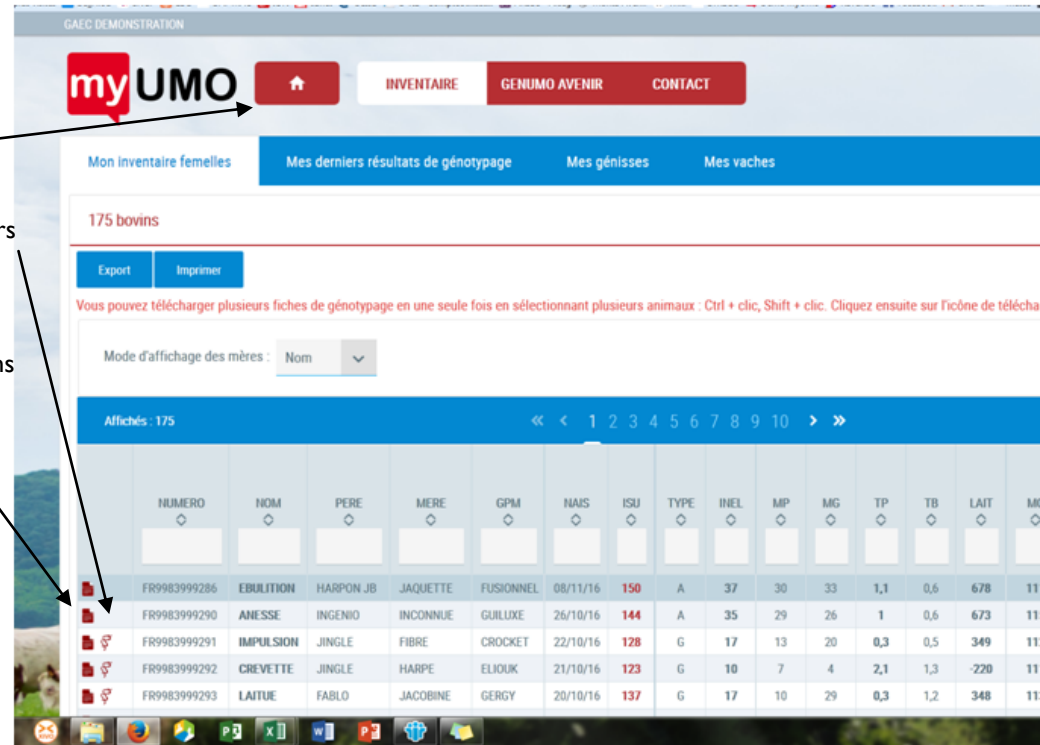 GAEC DEMONSTRATION
myUMO
INVENTAIRE GENUMO AVENIR CONTACT
Mon inventaire femelles Mes derniers résultats de génotypage Mes génisses Mes vaches
rs
175 bovins
Export Imprimer
Vous pouvez télécharger plusieurs fiches de génotypage en une seule fois en sélectionnant plusieurs animaux : Ctrl + clic, Shift + clic. Cliquez ensuite sur l'icône de télécha
ns
Mode d'affichage des mères : Nom
Affichés : 175 « < 1 2 3 4 5 6 7 8 9 10 > »
NUMERO NOM PERE MERE GPM NAIS ISU TYPE INEL MP MG TP TB LAIT MO
FR9983999286 EBULITION HARPON JB JAQUETTE FUSIONNEL 08/11/16 150 A 37 30 33 1,1 0,6 678 11
FR9983999290 ANESSE INGENIO INCONNUE GUILUXE 26/10/16 144 A 35 29 26 1 0,6 673 11
FR9983999291 IMPULSION JINGLE FIBRE CROCKET 22/10/16 128 G 17 13 20 0,3 0,5 349 11
FR9983999292 CREVETTE JINGLE HARPE ELIOUK 21/10/16 123 G 10 7 4 2,1 1,3 -220 11
FR9983999293 LAITUE FABLO JACOBINE GERGY 20/10/16 137 G 17 10 29 0,3 1,2 348 11